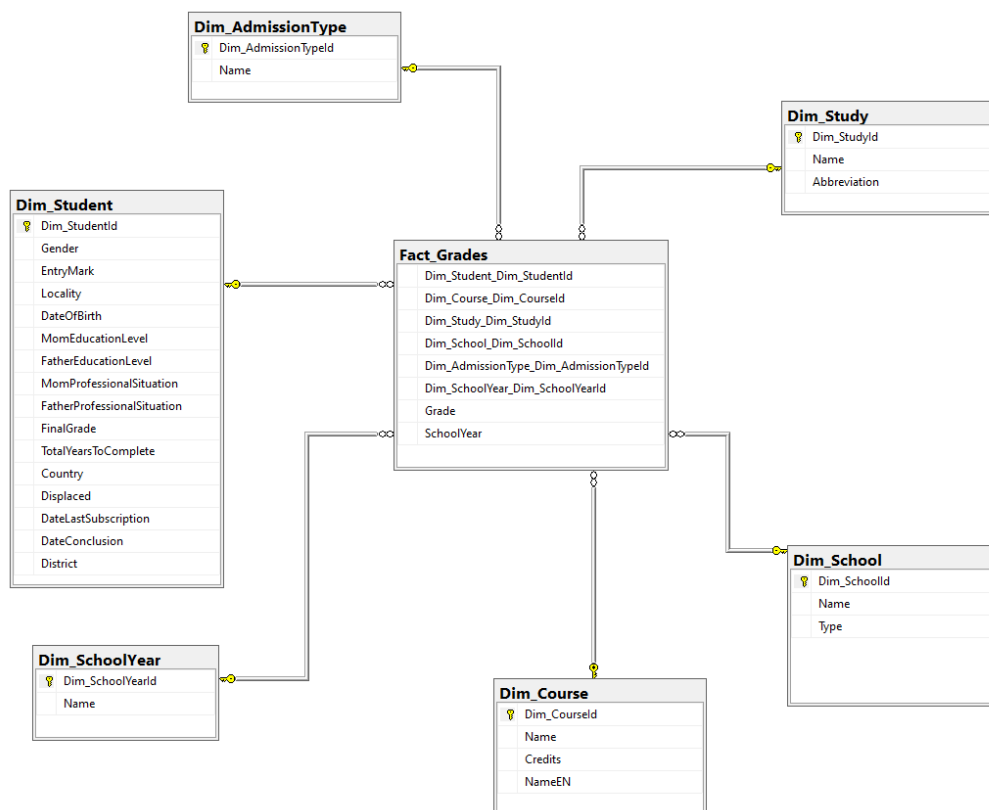 Dim_AdmissionType
Dim_AdmissionTypeId
Name
Dim_Study
Dim_StudyId
Name
Abbreviation
Dim_Student
Dim_StudentId
Gender
EntryMark
Locality
DateOfBirth
MomEducationLevel
FatherEducationLevel
MomProfessionalSituation
FatherProfessionalSituation
FinalGrade
TotalYearsToComplete
Country
Displaced
DateLastSubscription
DateConclusion
District
Fact_Grades
Dim_Student_Dim_StudentId
Dim_Course_Dim_CourseId
Dim_Study_Dim_StudyId
Dim_School_Dim_SchoolId
Dim_AdmissionType_Dim_AdmissionTypeId
Dim_SchoolYear_Dim_SchoolYearId
Grade
SchoolYear
Dim_School
Dim_SchoolId
Name
Type
Dim_SchoolYear
Dim_SchoolYearId
Name
Dim_Course
Dim_CourseId
Name
Credits
NameEN